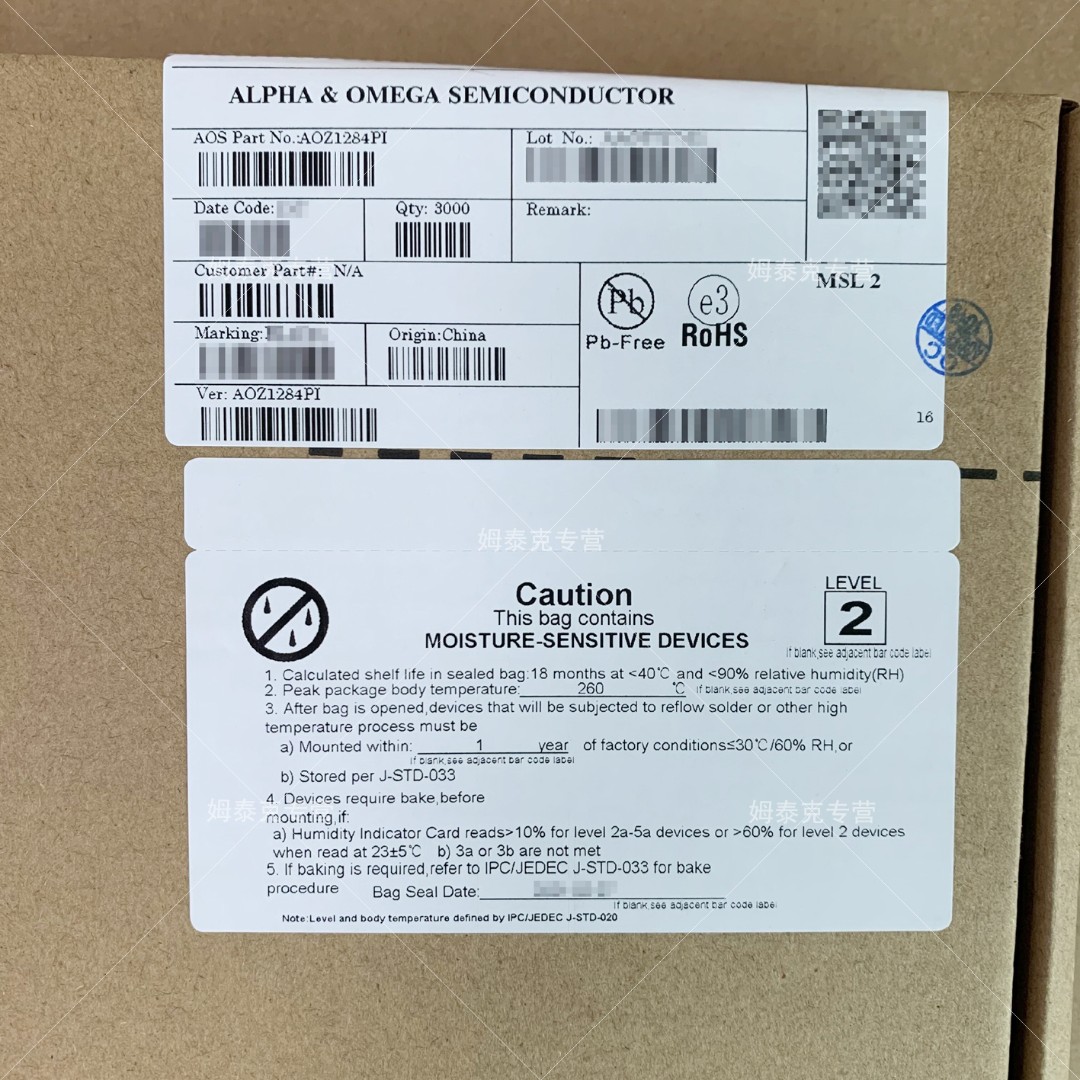 ALPHA & OMEGA SEMICONDUCTOR
AOS Part No.:AOZ1284PI
Lot No.:
Date Code:
Qty: 3000
Remark:
Customer Part#: N/A
姆泰克专营
MSL 2
Pb
e3
Pb-Free
RoHS
Marking:
Origin:China
Ver: AOZ1284PI
16
姆泰克专营
Caution
This bag contains
MOISTURE-SENSITIVE DEVICES
LEVEL
2
If blank,see adjacent bar code label
1. Calculated shelf life in sealed bag:18 months at <40℃ and <90% relative humidity(RH)
2. Peak package body temperature: 260 ℃ If blank,see adjacent bar code label
3. After bag is opened,devices that will be subjected to reflow solder or other high
temperature process must be
a) Mounted within: 1 year of factory conditions≤30℃/60% RH,or
If blank,see adjacent bar code label
b) Stored per J-STD-033
4. Devices require bake,before
mounting,if:
姆泰克专营
姆泰克专营
a) Humidity Indicator Card reads>10% for level 2a-5a devices or >60% for level 2 devices
when read at 23±5℃ b) 3a or 3b are not met
5. If baking is required,refer to IPC/JEDEC J-STD-033 for bake
procedure Bag Seal Date:
If blank,see adjacent bar code label
Note:Level and body temperature defined by IPC/JEDEC J-STD-020